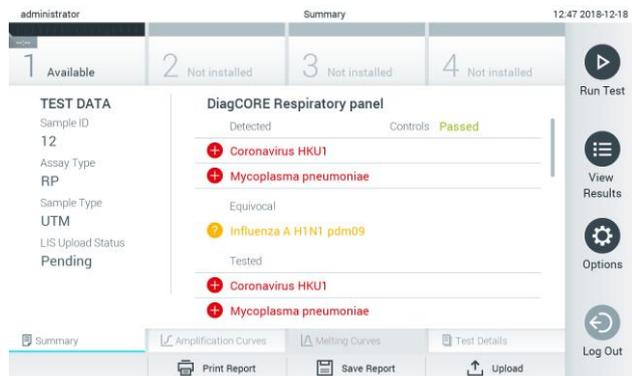 administrator Summary 12:47 2018-12-18
1 Available 2 Not installed 3 Not installed 4 Not installed
Run Test
TEST DATA
Sample ID
12
Assay Type
RP
Sample Type
UTM
LIS Upload Status
Pending
DiagCORE Respiratory panel
Detected Controls Passed
Coronavirus HKU1
Mycoplasma pneumoniae
Equivocal
? Influenza A H1N1 pdm09
Tested
Coronavirus HKU1
Mycoplasma pneumoniae
View
Results
Options
Log Out
Summary Amplification Curves Melting Curves Test Details
Print Report Save Report Upload